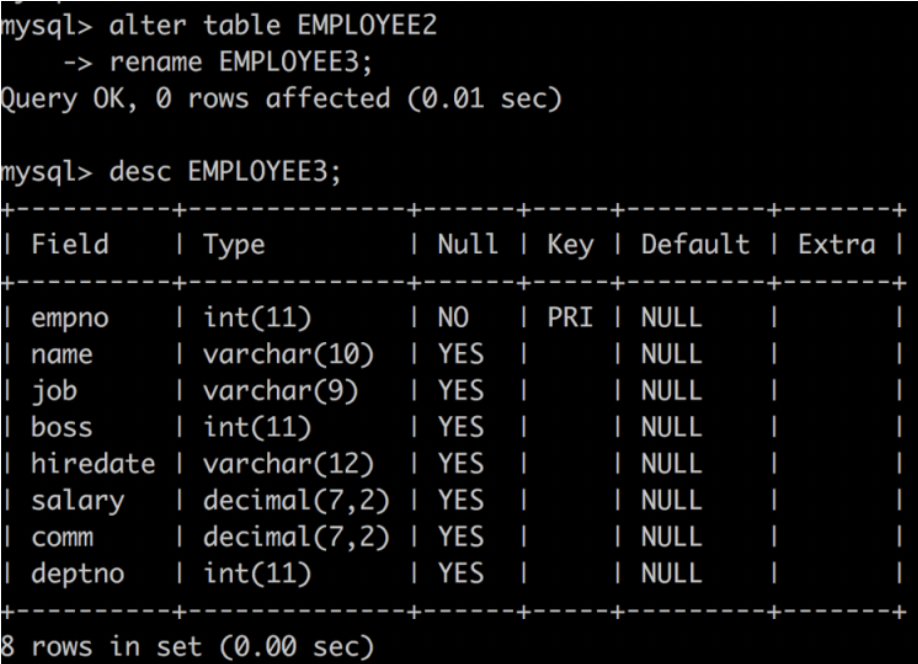 mysql> alter table EMPLOYEE2
    -> rename EMPLOYEE3;
Query OK, 0 rows affected (0.01 sec)

mysql> desc EMPLOYEE3;
+----------+--------------+------+-----+---------+-------+
| Field    | Type         | Null | Key | Default | Extra |
+----------+--------------+------+-----+---------+-------+
| empno    | int(11)      | NO   | PRI | NULL    |       |
| name     | varchar(10)  | YES  |     | NULL    |       |
| job      | varchar(9)   | YES  |     | NULL    |       |
| boss     | int(11)      | YES  |     | NULL    |       |
| hiredate | varchar(12)  | YES  |     | NULL    |       |
| salary   | decimal(7,2) | YES  |     | NULL    |       |
| comm     | decimal(7,2) | YES  |     | NULL    |       |
| deptno   | int(11)      | YES  |     | NULL    |       |
+----------+--------------+------+-----+---------+-------+
8 rows in set (0.00 sec)